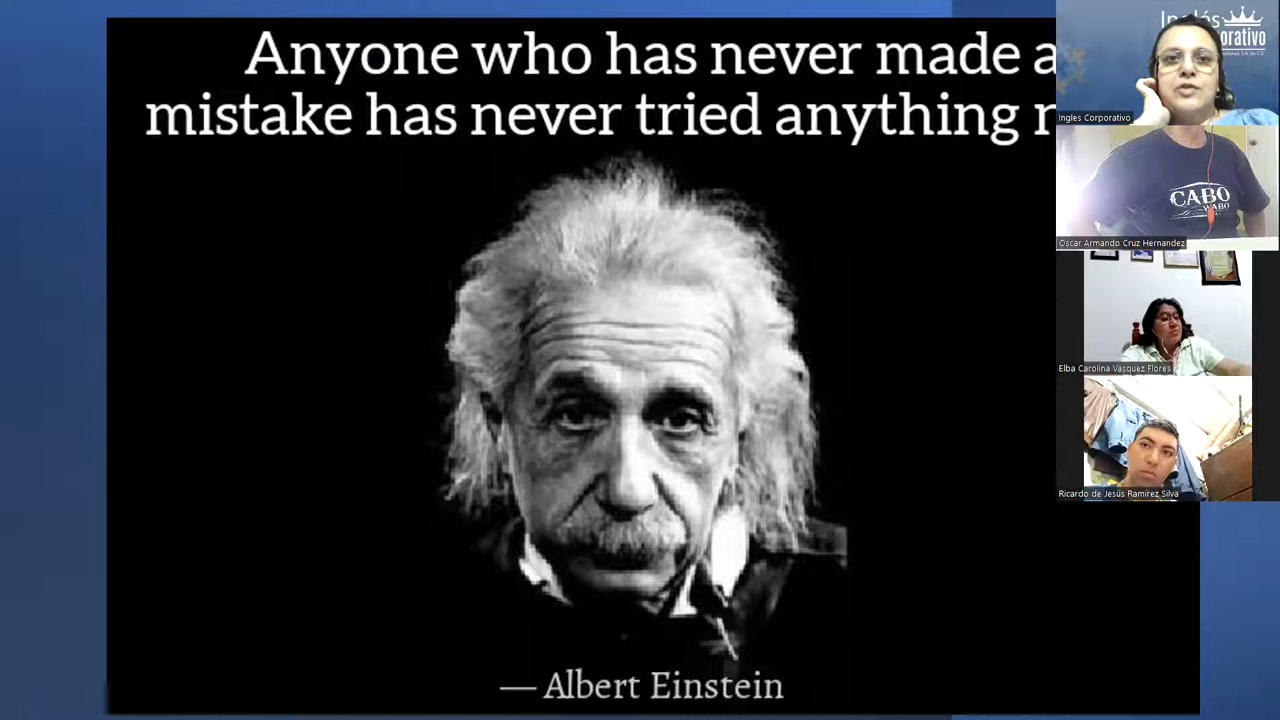 Anyone who has never made a
mistake has never tried anything
— Albert Einstein
Ingles Corporativo
CABO
WABO
Oscar Armando Cruz Hernandez
Elba Carolina Vasquez Flores
Ricardo de Jesús Ramírez Silva